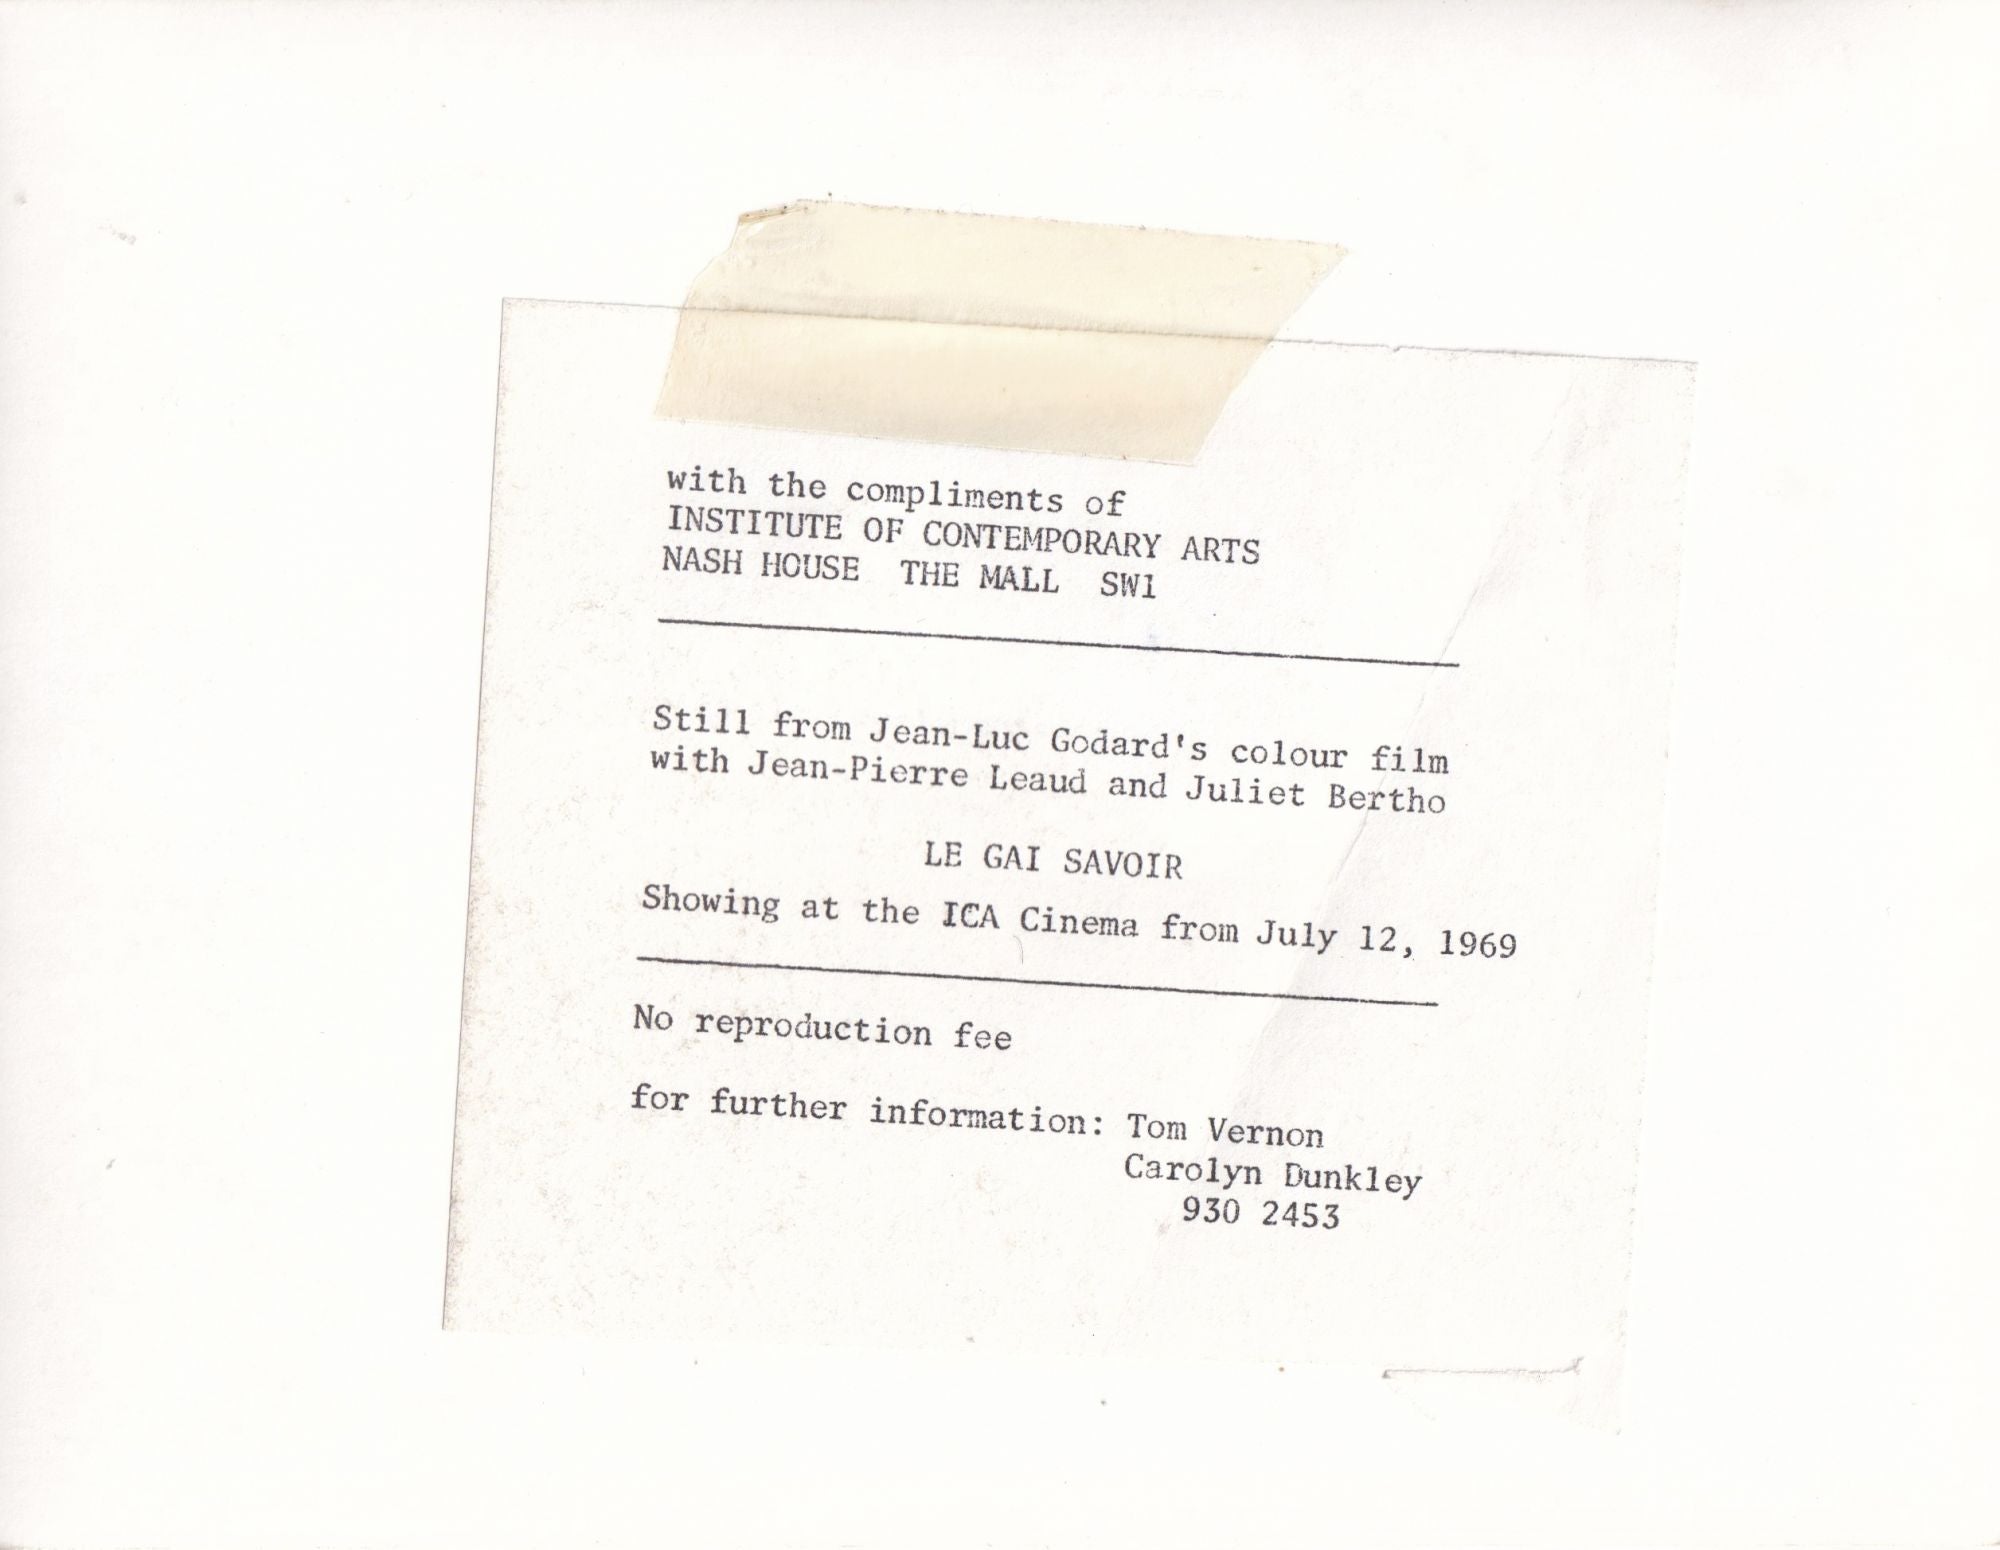 with the compliments of
INSTITUTE OF CONTEMPORARY ARTS
NASH HOUSE  THE MALL  SW1
Still from Jean-Luc Godard's colour film
with Jean-Pierre Leaud and Juliet Bertho
LE GAI SAVOIR
Showing at the ICA Cinema from July 12, 1969
No reproduction fee
for further information: Tom Vernon
Carolyn Dunkley
930 2453